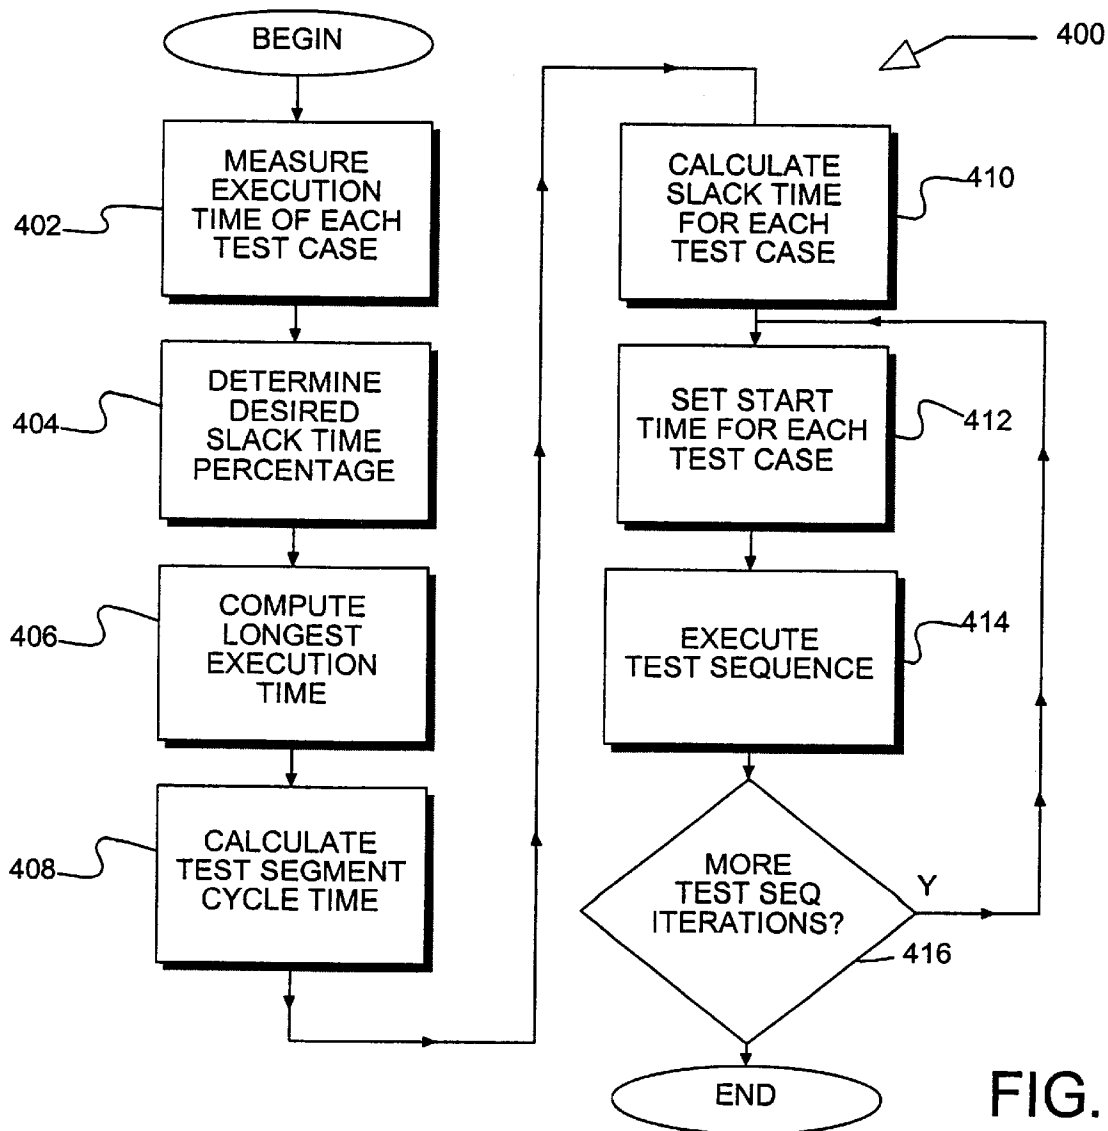 BEGIN
400
MEASURE
EXECUTION
TIME OF EACH
TEST CASE
402
DETERMINE
DESIRED
SLACK TIME
PERCENTAGE
404
COMPUTE
LONGEST
EXECUTION
TIME
406
CALCULATE
TEST SEGMENT
CYCLE TIME
408
CALCULATE
SLACK TIME
FOR EACH
TEST CASE
410
SET START
TIME FOR EACH
TEST CASE
412
EXECUTE
TEST SEQUENCE
414
MORE
TEST SEQ
ITERATIONS?
Y
416
END
FIG.